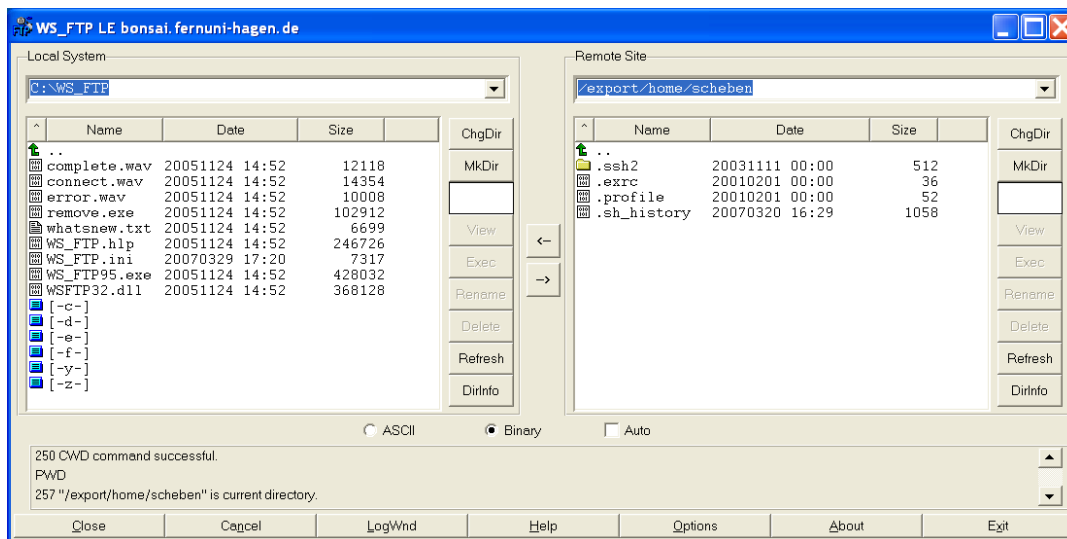 WS_FTP LE bonsai.fernuni-hagen.de
Local System
C:\WS_FTP
^ Name Date Size
..
complete.wav 20051124 14:52 12118
connect.wav 20051124 14:52 14354
error.wav 20051124 14:52 10008
remove.exe 20051124 14:52 102912
whatsnew.txt 20051124 14:52 6699
WS_FTP.hlp 20051124 14:52 246726
WS_FTP.ini 20070329 17:20 7317
WS_FTP95.exe 20051124 14:52 428032
WSFTP32.dll 20051124 14:52 368128
[-c-]
[-d-]
[-e-]
[-f-]
[-y-]
[-z-]
ChgDir
MkDir
View
Exec
Rename
Delete
Refresh
DirInfo
<-
->
Remote Site
/export/home/scheben
^ Name Date Size
..
.ssh2 20031111 00:00 512
.exrc 20010201 00:00 36
.profile 20010201 00:00 52
.sh_history 20070320 16:29 1058
ChgDir
MkDir
View
Exec
Rename
Delete
Refresh
DirInfo
ASCII Binary Auto
250 CWD command successful.
PWD
257 "/export/home/scheben" is current directory.
Close Cancel LogWnd Help Options About Exit